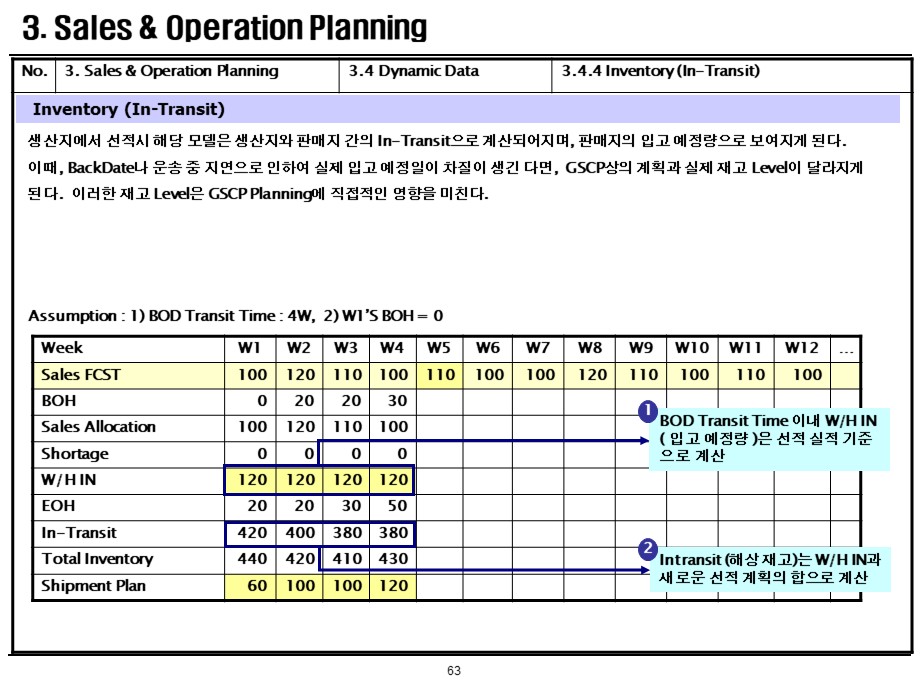 3. Sales & Operation Planning
No. 3. Sales & Operation Planning 3.4 Dynamic Data 3.4.4 Inventory(In-Transit)
Inventory (In-Transit)
생산지에서 선적시 해당 모델은 생산지와 판매지 간의 In-Transit으로 계산되어지며, 판매지의 입고 예정량으로 보여지게 된다.
이때, BackDate나 운송 중 지연으로 인하여 실제 입고 예정일이 차질이 생긴 다면, GSCP상의 계획과 실제 재고 Level이 달라지게
된다. 이러한 재고 Level은 GSCP Planning에 직접적인 영향을 미친다.
Assumption : 1) BOD Transit Time : 4W, 2) W1'S BOH = 0
Week W1 W2 W3 W4 W5 W6 W7 W8 W9 W10 W11 W12 ...
Sales FCST 100 120 110 100 110 100 100 120 110 100 110 100
BOH 0 20 20 30
Sales Allocation 100 120 110 100
Shortage 0 0 0 0
W/H IN 120 120 120 120
EOH 20 20 30 50
In-Transit 420 400 380 380
Total Inventory 440 420 410 430
Shipment Plan 60 100 100 120
1
BOD Transit Time 이내 W/H IN
( 입고 예정량 )은 선적 실적 기준
으로 계산
2
Intransit (해상 재고)는 W/H IN과
새로운 선적 계획의 합으로 계산
63